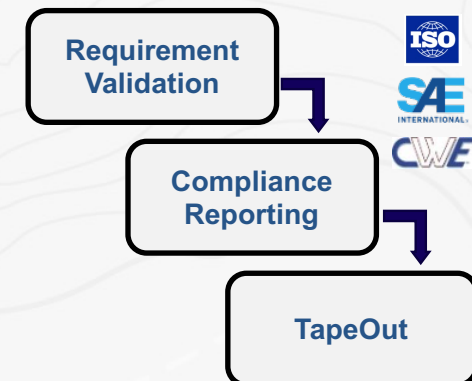 Requirement
Validation
ISO
SAE
INTERNATIONAL®
CWE
Compliance
Reporting
TapeOut